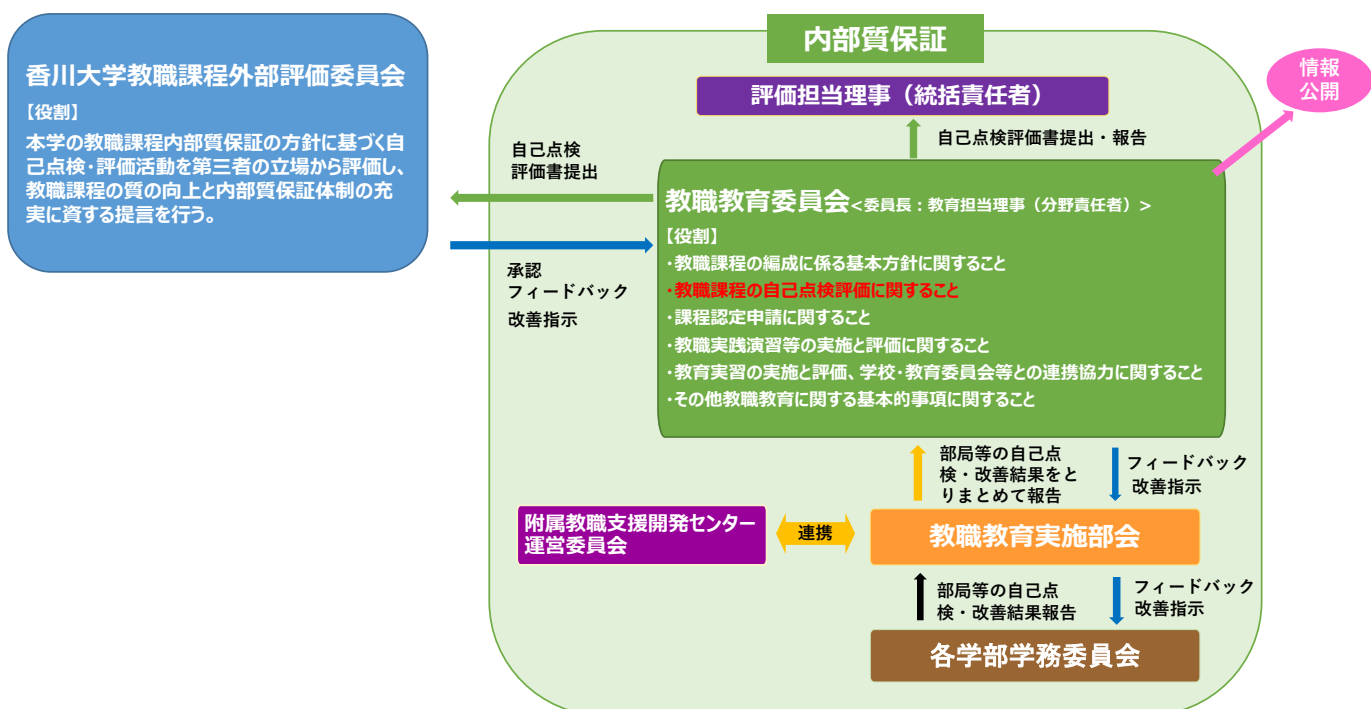 内部質保証
香川大学教職課程外部評価委員会
【役割】
本学の教職課程内部質保証の方針に基づく自
己点検・評価活動を第三者の立場から評価し、
教職課程の質の向上と内部質保証体制の充
実に資する提言を行う。
評価担当理事（統括責任者）
情報
公開
自己点検評価書提出・報告
自己点検
評価書提出
承認
フィードバック
改善指示
教職教育委員会<委員長：教育担当理事（分野責任者）>
【役割】
・教職課程の編成に係る基本方針に関すること
・教職課程の自己点検評価に関すること
・課程認定申請に関すること
・教職実践演習等の実施と評価に関すること
・教育実習の実施と評価、学校・教育委員会等との連携協力に関すること
・その他教職教育に関する基本的事項に関すること
部局等の自己点
検・改善結果をと
りまとめて報告
フィードバック
改善指示
附属教職支援開発センター
運営委員会
連携
教職教育実施部会
部局等の自己点
検・改善結果報告
フィードバック
改善指示
各学部学務委員会